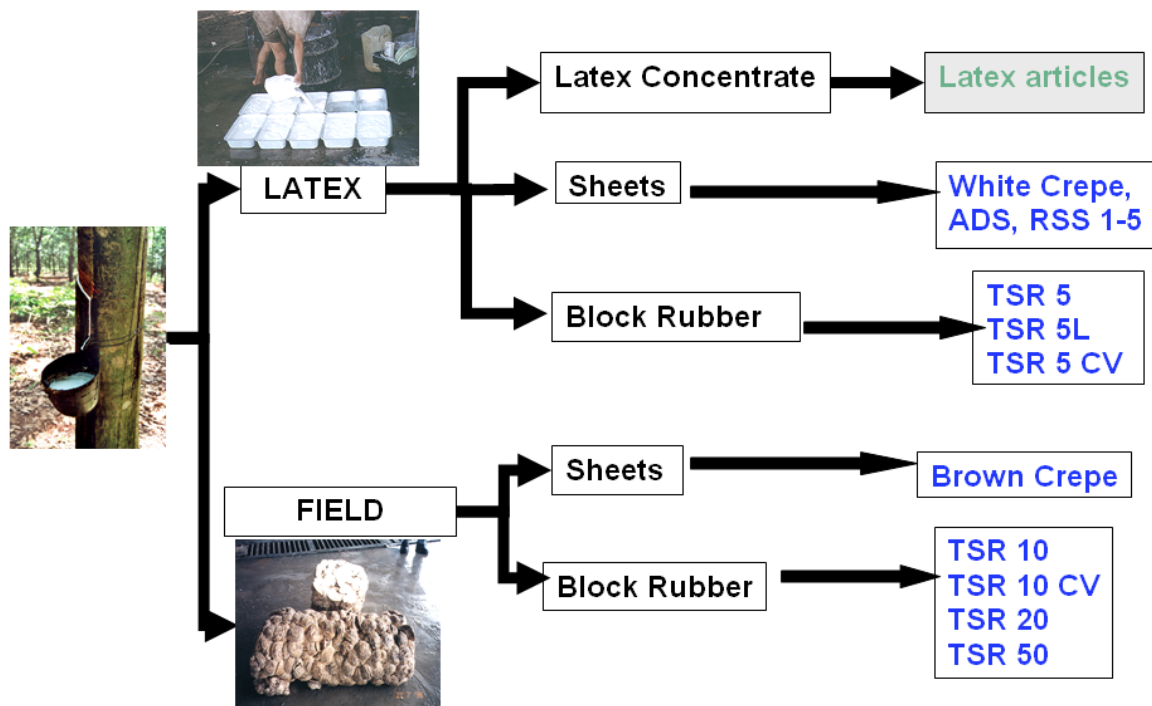 Latex Concentrate
Latex articles
LATEX
Sheets
White Crepe,
ADS, RSS 1-5
Block Rubber
TSR 5
TSR 5L
TSR 5 CV
Sheets
Brown Crepe
FIELD
Block Rubber
TSR 10
TSR 10 CV
TSR 20
TSR 50